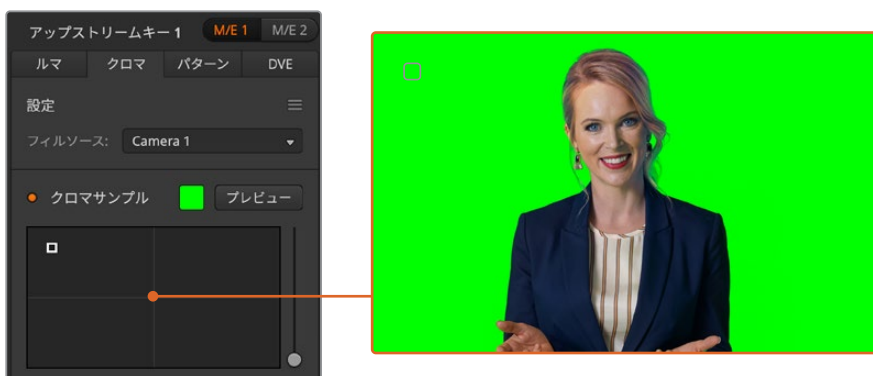 アップストリームキー 1 M/E 1 M/E 2
ルマ クロマ パターン DVE
設定
フィルソース: Camera 1
クロマサンプル プレビュー